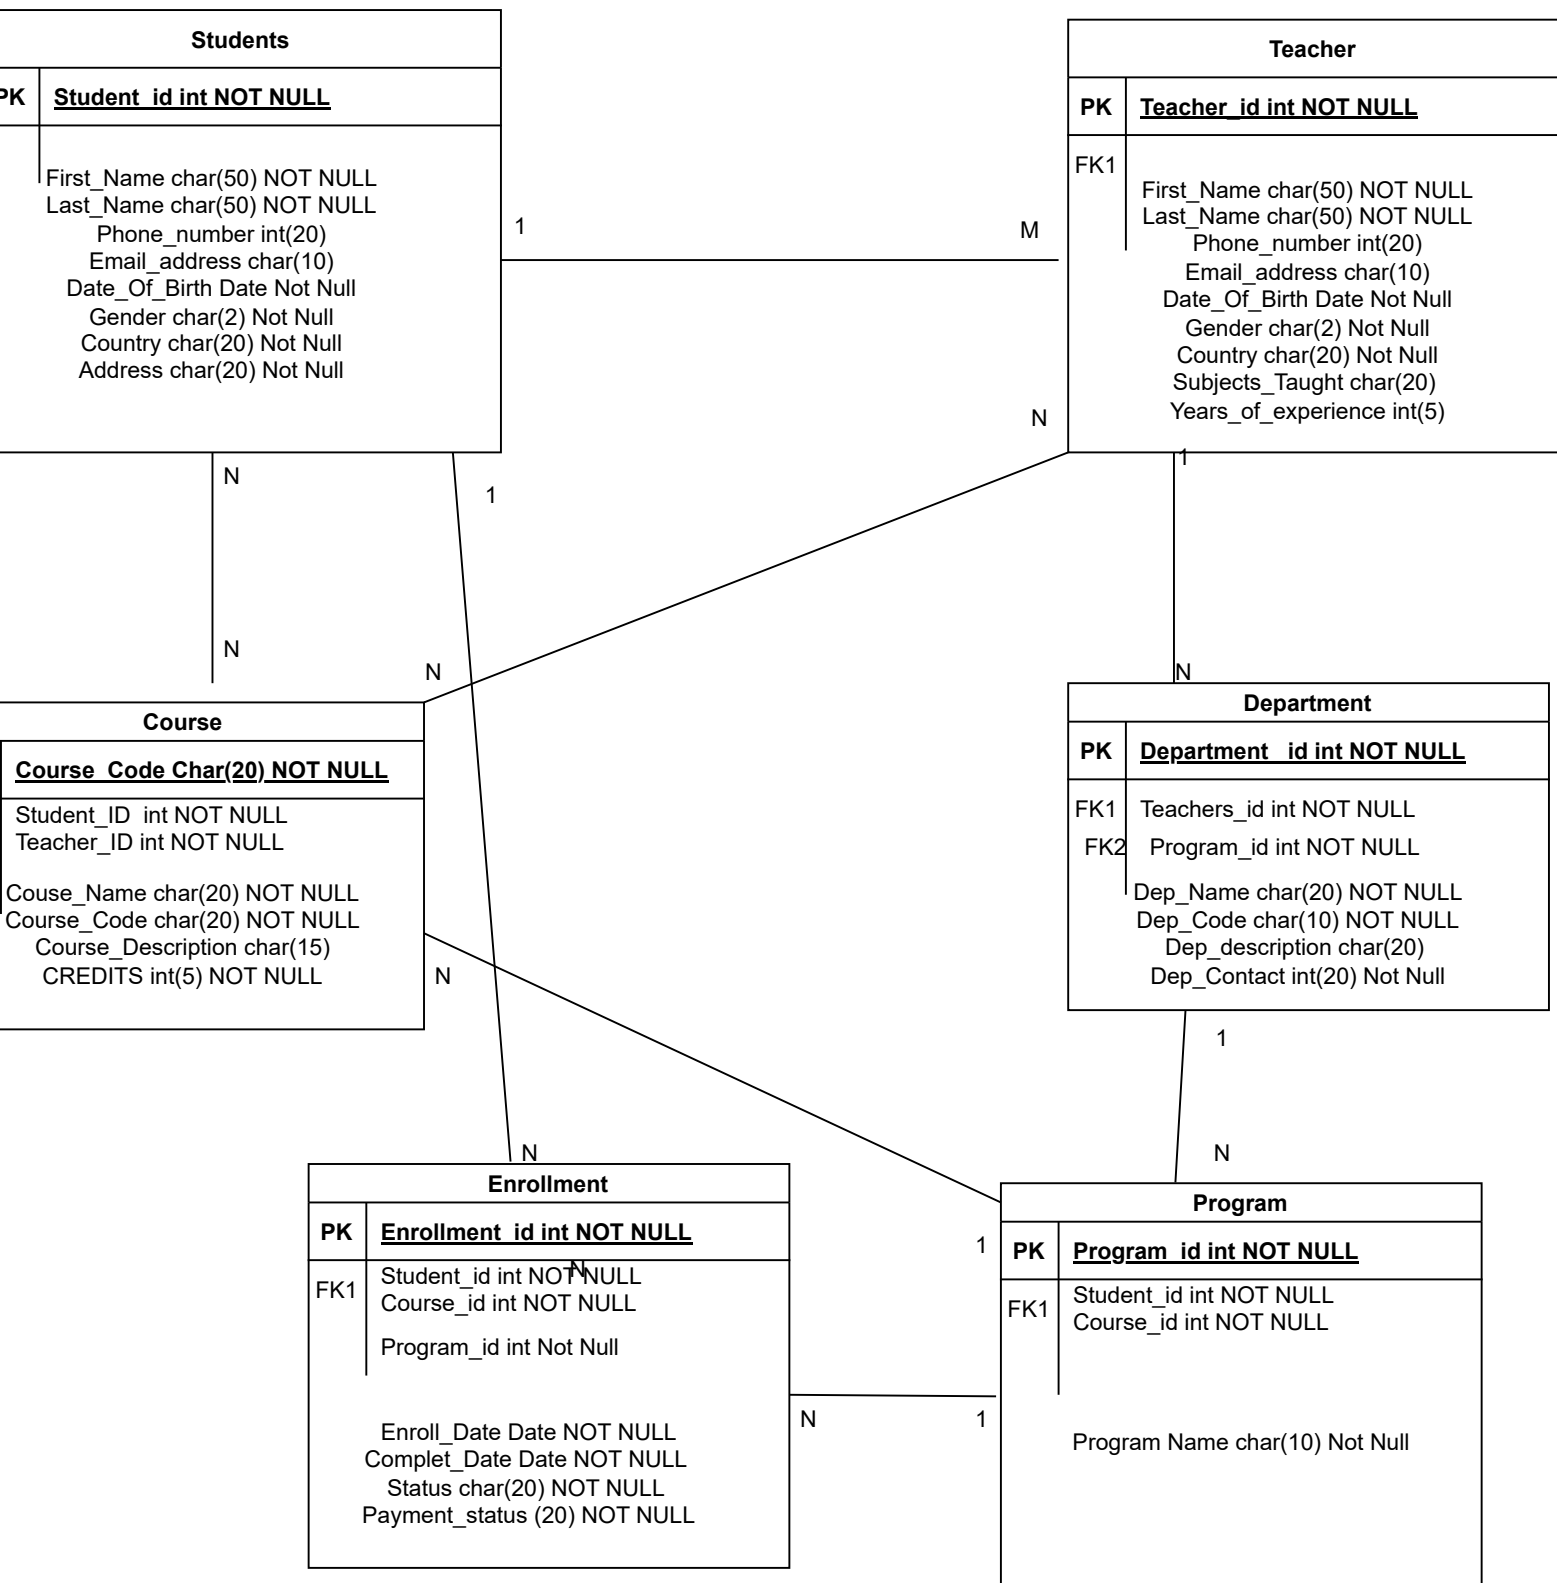 Students
PK
Student_id int NOT NULL
First_Name char(50) NOT NULL
Last_Name char(50) NOT NULL
Phone_number int(20)
Email_address char(10)
Date_Of_Birth Date Not Null
Gender char(2) Not Null
Country char(20) Not Null
Address char(20) Not Null
Teacher
PK
Teacher_id int NOT NULL
FK1
First_Name char(50) NOT NULL
Last_Name char(50) NOT NULL
Phone_number int(20)
Email_address char(10)
Date_Of_Birth Date Not Null
Gender char(2) Not Null
Country char(20) Not Null
Subjects_Taught char(20)
Years_of_experience int(5)
1
M
N
1
N
1
N
N
N
Course
Course_Code Char(20) NOT NULL
Student_ID int NOT NULL
Teacher_ID int NOT NULL
Couse_Name char(20) NOT NULL
Course_Code char(20) NOT NULL
Course_Description char(15)
CREDITS int(5) NOT NULL
N
Department
PK
Department_ id int NOT NULL
FK1
Teachers_id int NOT NULL
FK2
Program_id int NOT NULL
Dep_Name char(20) NOT NULL
Dep_Code char(10) NOT NULL
Dep_description char(20)
Dep_Contact int(20) Not Null
1
N
N
Enrollment
PK
Enrollment_id int NOT NULL
N
FK1
Student_id int NOT NULL
Course_id int NOT NULL
Program_id int Not Null
Enroll_Date Date NOT NULL
Complet_Date Date NOT NULL
Status char(20) NOT NULL
Payment_status (20) NOT NULL
N
1
1
Program
PK
Program_id int NOT NULL
FK1
Student_id int NOT NULL
Course_id int NOT NULL
Program Name char(10) Not Null